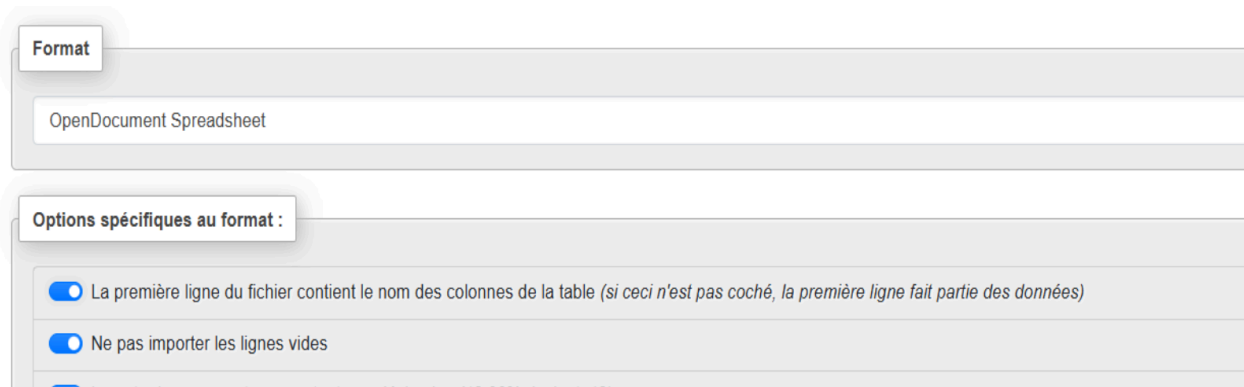 Format
OpenDocument Spreadsheet
Options spécifiques au format :
La première ligne du fichier contient le nom des colonnes de la table (si ceci n'est pas coché, la première ligne fait partie des données)
Ne pas importer les lignes vides